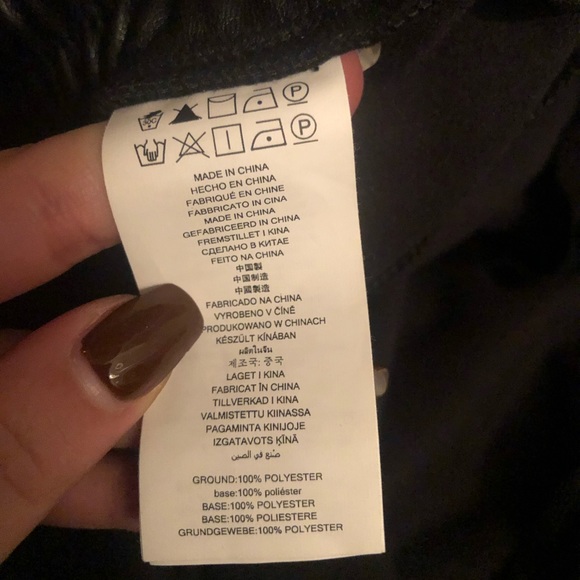 MADE IN CHINA
HECHO EN CHINA
FABRIQUÉ EN CHINE
FABBRICATO IN CINA
MADE IN CHINA
GEFABRICEERD IN CHINA
FREMSTILLET I KINA
СДЕЛАНО В КИТАЕ
FEITO NA CHINA
中国製
中国制造
中國製造
FABRICADO NA CHINA
VYROBENO V ČÍNĚ
PRODUKOWANO W CHINACH
KÉSZÜLT KÍNÁBAN
ผลิตในจีน
제조국: 중국
LAGET I KINA
FABRICAT ÎN CHINA
TILLVERKAD I KINA
VALMISTETTU KIINASSA
PAGAMINTA KINIJOJE
IZGATAVOTS ĶĪNĀ
صنع في الصين
GROUND:100% POLYESTER
base:100% poliéster
BASE:100% POLYESTER
BASE:100% POLIESTERE
GRUNDGEWEBE:100% POLYESTER